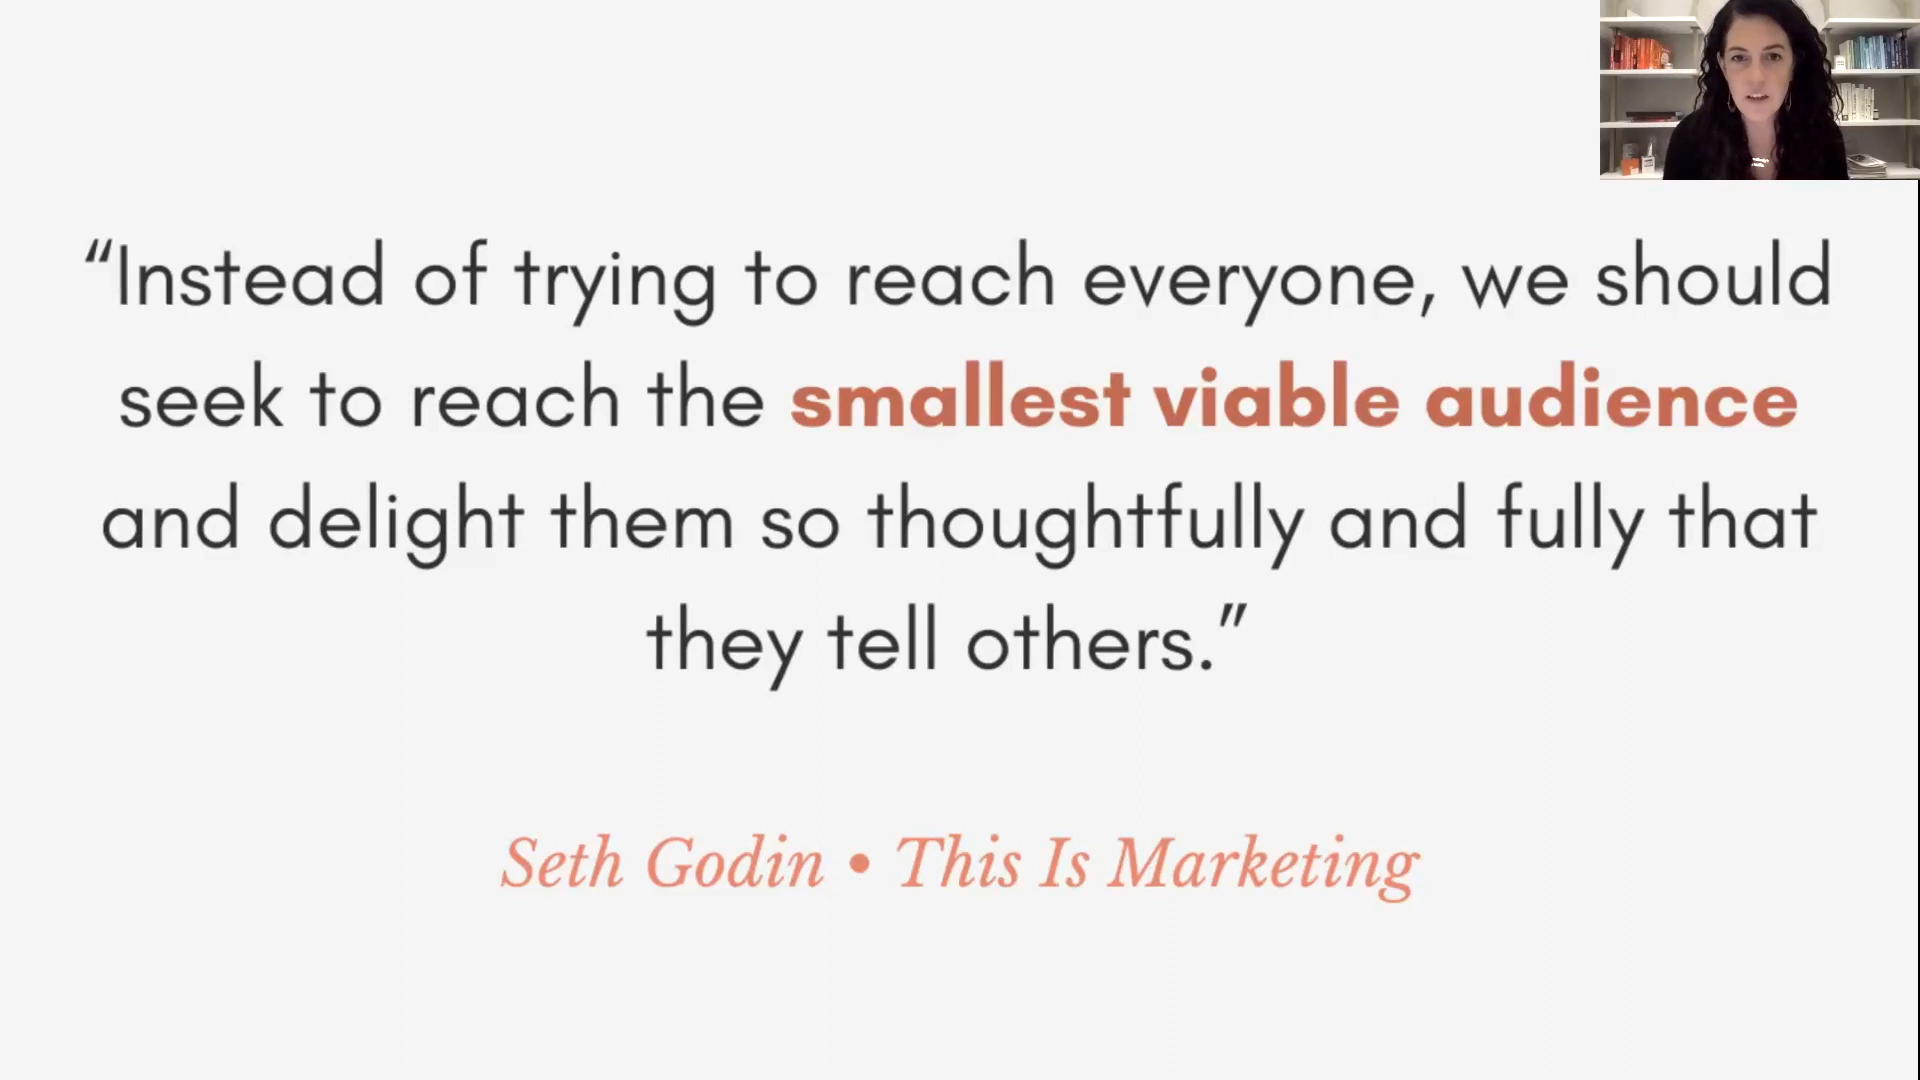 “Instead of trying to reach everyone, we should
seek to reach the smallest viable audience
and delight them so thoughtfully and fully that
they tell others.”
Seth Godin • This Is Marketing